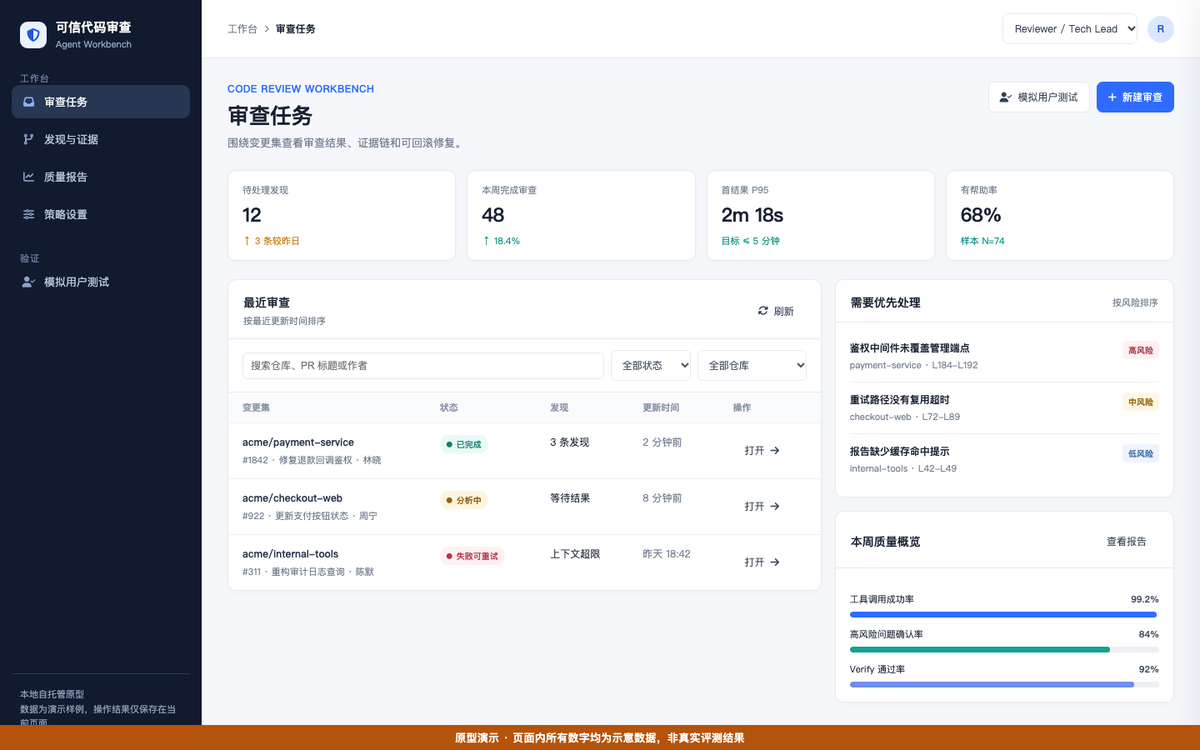 可信代码审查
Agent Workbench
工作台
审查任务
发现与证据
质量报告
策略设置
验证
模拟用户测试
本地自托管原型
数据为演示样例，操作结果仅保存在当
前页面
工作台 > 审查任务
Reviewer / Tech Lead
R
CODE REVIEW WORKBENCH
审查任务
围绕变更集查看审查结果、证据链和可回滚修复。
模拟用户测试
+ 新建审查
待处理发现
12
↑ 3 条较昨日
本周完成审查
48
↑ 18.4%
首结果 P95
2m 18s
目标 ≤ 5 分钟
有帮助率
68%
样本 N=74
最近审查
按最近更新时间排序
刷新
搜索仓库、PR 标题或作者
全部状态
全部仓库
变更集 状态 发现 更新时间 操作
acme/payment-service
#1842 · 修复退款回调鉴权 · 林晓
已完成
3 条发现
2 分钟前
打开 →
acme/checkout-web
#922 · 更新支付按钮状态 · 周宁
分析中
等待结果
8 分钟前
打开 →
acme/internal-tools
#311 · 重构审计日志查询 · 陈默
失败可重试
上下文超限
昨天 18:42
打开 →
需要优先处理
按风险排序
鉴权中间件未覆盖管理端点
payment-service · L184-L192
高风险
重试路径没有复用超时
checkout-web · L72-L89
中风险
报告缺少缓存命中提示
internal-tools · L42-L49
低风险
本周质量概览
查看报告
工具调用成功率 99.2%
高风险问题确认率 84%
Verify 通过率 92%
原型演示 · 页面内所有数字均为示意数据，非真实评测结果